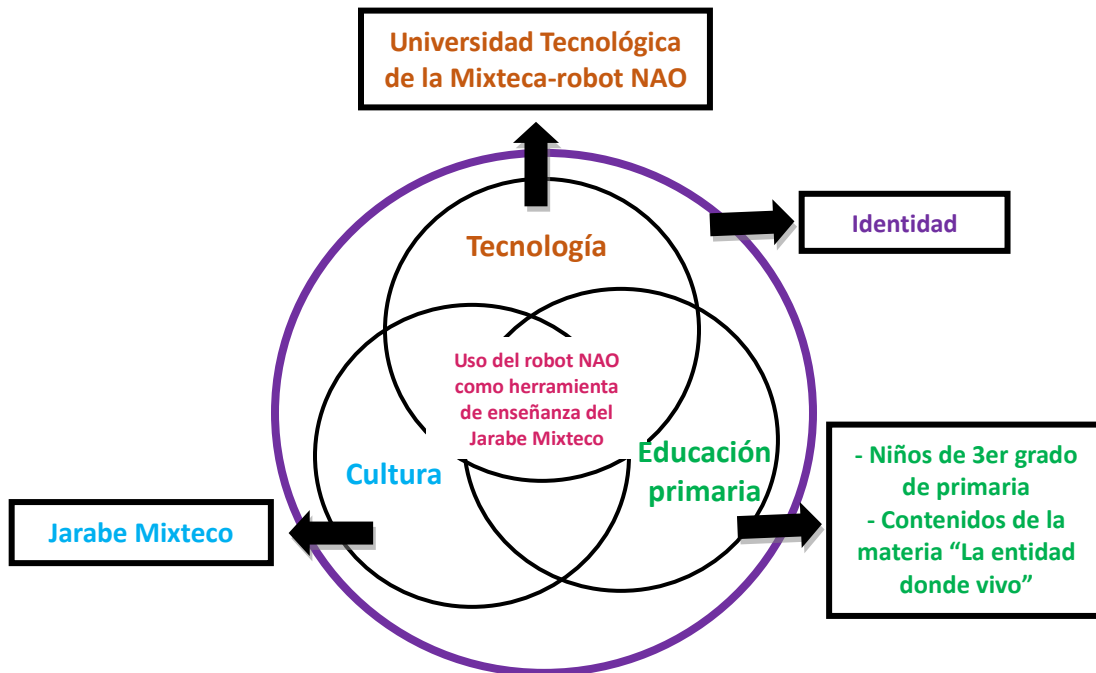 Universidad Tecnológica
de la Mixteca-robot NAO
Identidad
Tecnología
Uso del robot NAO
como herramienta
de enseñanza del
Jarabe Mixteco
Cultura
Educación
primaria
Jarabe Mixteco
- Niños de 3er grado
de primaria
- Contenidos de la
materia “La entidad
donde vivo”